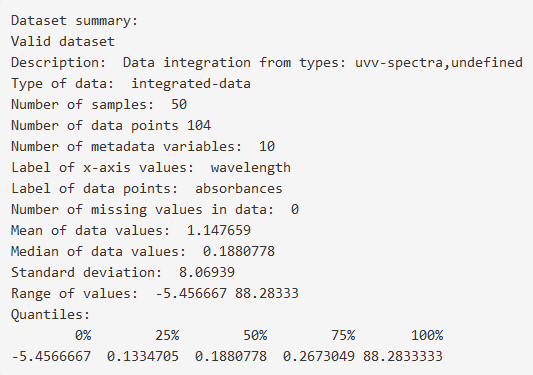 Dataset summary:
Valid dataset
Description:  Data integration from types: uvv-spectra,undefined
Type of data:  integrated-data
Number of samples:  50
Number of data points 104
Number of metadata variables:  10
Label of x-axis values:  wavelength
Label of data points:  absorbances
Number of missing values in data:  0
Mean of data values:  1.147659
Median of data values:  0.1880778
Standard deviation:  8.06939
Range of values:  -5.456667 88.28333
Quantiles:
0% 25% 50% 75% 100%
-5.4566667 0.1334705 0.1880778 0.2673049 88.2833333